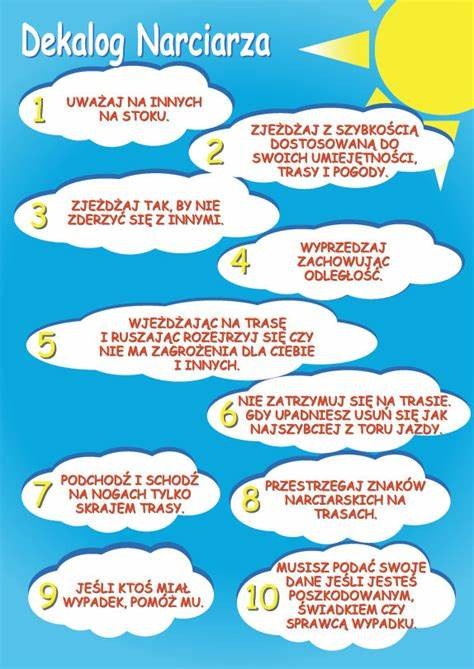 Dekalog Narciarza
1
UWAŻAJ NA INNYCH
NA STOKU.
2
ZJEŻDŻAJ Z SZYBKOŚCIĄ
DOSTOSOWANĄ DO
SWOICH UMIEJĘTNOŚCI,
TRASY I POGODY.
3
ZJEŻDŻAJ TAK, BY NIE
ZDERZYĆ SIĘ Z INNYMI.
4
WYPRZEDZAJ
ZACHOWUJĄC
ODLEGŁOŚĆ.
5
WJEŻDŻAJĄC NA TRASĘ
I RUSZAJĄC ROZEJRZYJ SIĘ CZY
NIE MA ZAGROŻENIA DLA CIEBIE
I INNYCH.
6
NIE ZATRZYMUJ SIĘ NA TRASIE.
GDY UPADNIESZ USUŃ SIĘ JAK
NAJSZYBCIEJ Z TORU JAZDY.
7
PODCHODŹ I SCHODŹ
NA NOGACH TYLKO
SKRAJEM TRASY.
8
PRZESTRZEGAJ ZNAKÓW
NARCIARSKICH NA
TRASACH.
9
JEŚLI KTOŚ MIAŁ
WYPADEK, POMÓŻ MU.
10
MUSISZ PODAĆ SWOJE
DANE JEŚLI JESTEŚ
POSZKODOWANYM,
ŚWIADKIEM CZY
SPRAWCĄ WYPADKU.